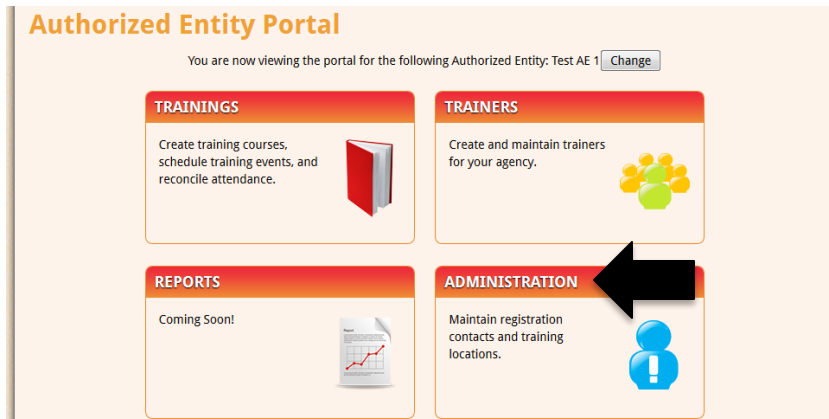 Authorized Entity Portal
You are now viewing the portal for the following Authorized Entity: Test AE 1 Change
TRAININGS
Create training courses,
schedule training events, and
reconcile attendance.
TRAINERS
Create and maintain trainers
for your agency.
REPORTS
Coming Soon!
Report
ADMINISTRATION
Maintain registration
contacts and training
locations.